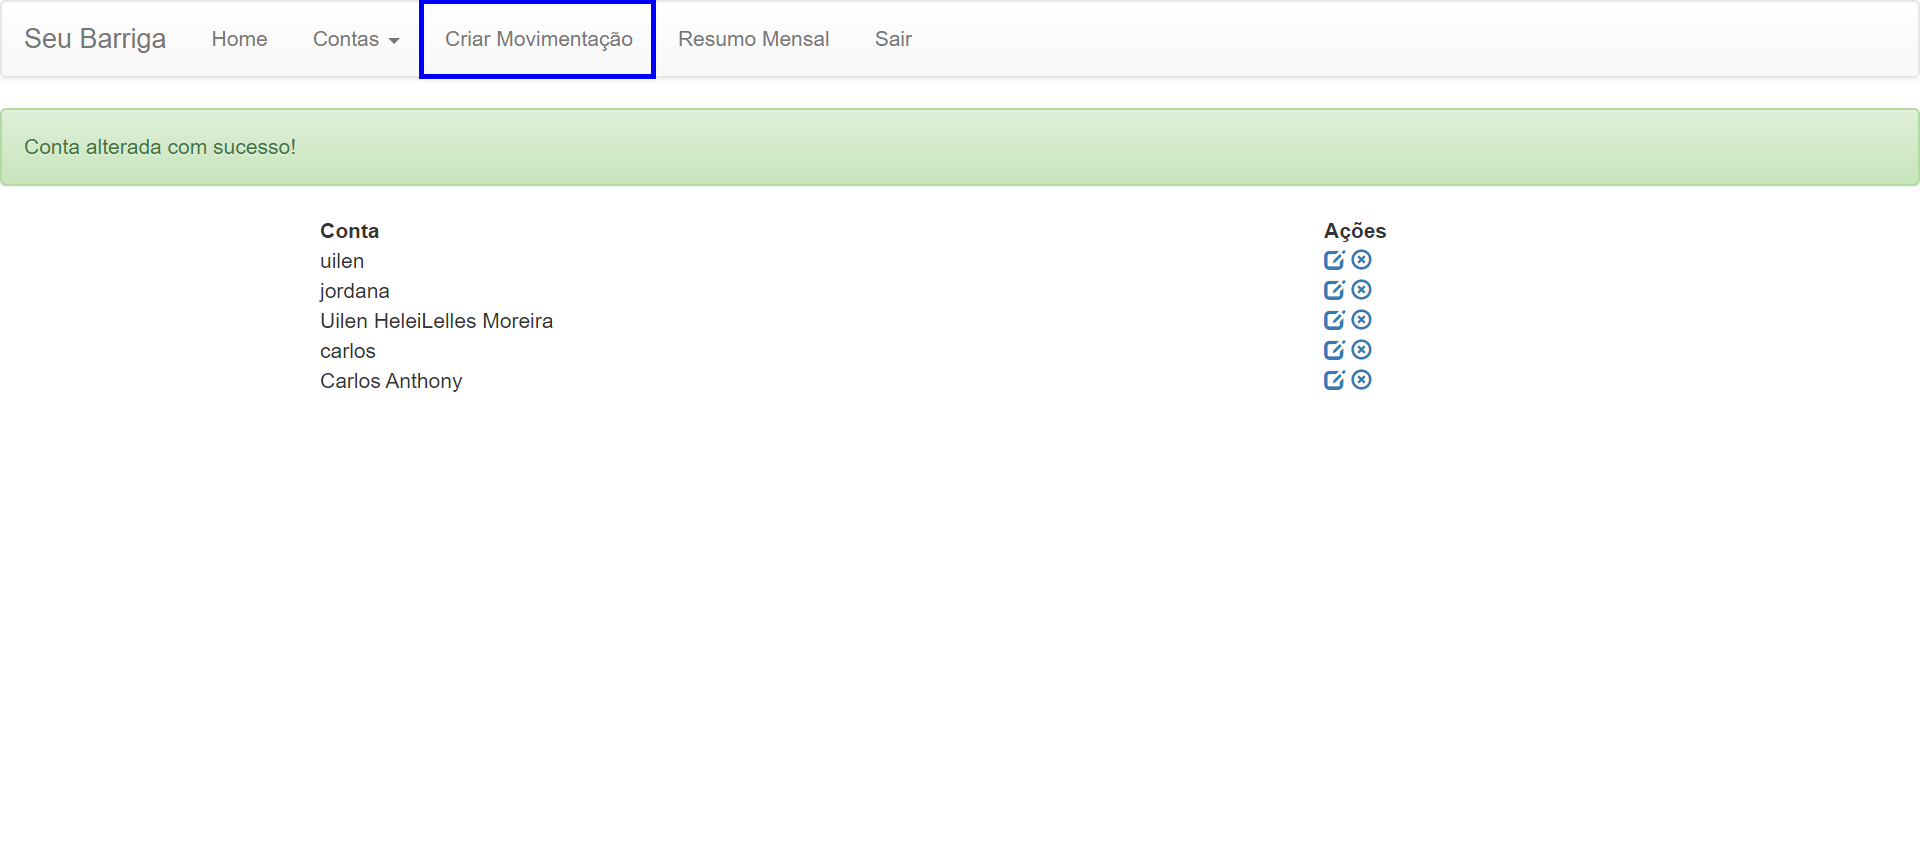 Seu Barriga Home Contas Criar Movimentação Resumo Mensal Sair
Conta alterada com sucesso!
Conta Ações
uilen
jordana
Uilen HeleiLelles Moreira
carlos
Carlos Anthony